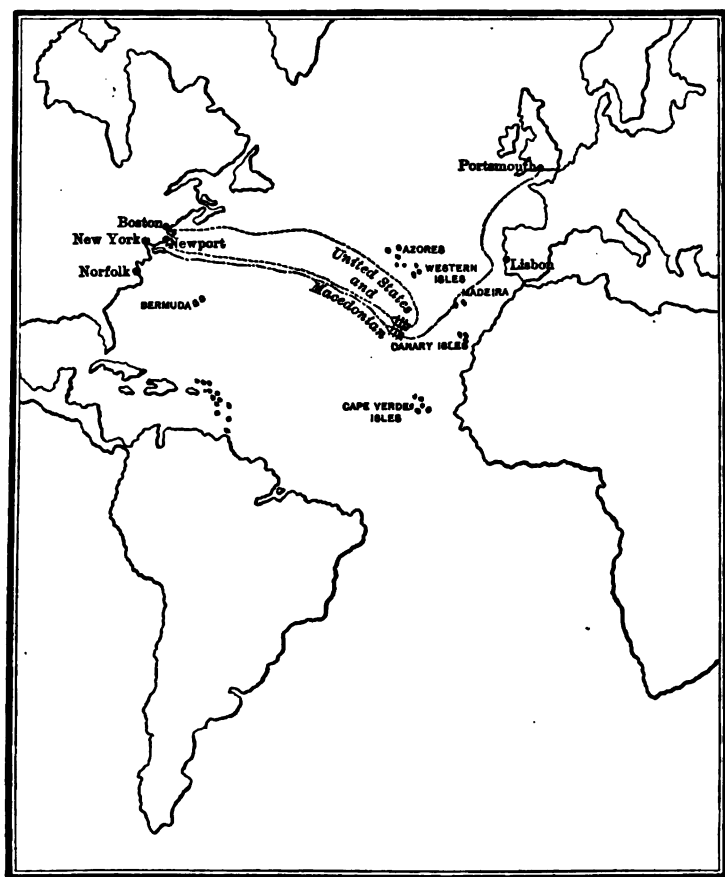 Portsmouth
Boston
New York
Newport
AZORES
United States
and
Macedonian
WESTERN
ISLES
Lisbon
Norfolk
MADEIRA
BERMUDA
CANARY ISLES
CAPE VERDE
ISLES